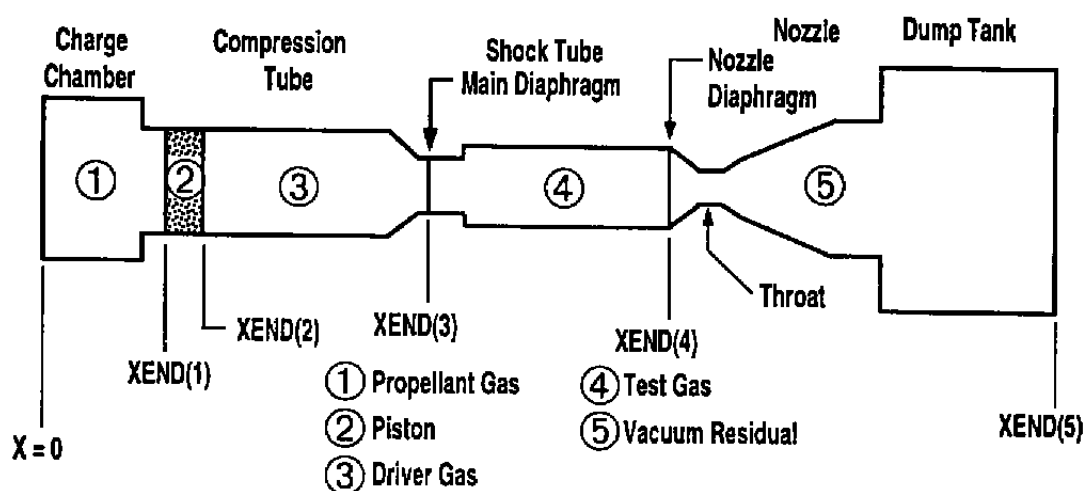 Charge
Chamber
Compression
Tube
Shock Tube
Main Diaphragm
Nozzle
Diaphragm
Nozzle
Dump Tank
①
②
③
④
⑤
Throat
XEND(1)
XEND(2)
XEND(3)
XEND(4)
XEND(5)
X = 0
① Propellant Gas
② Piston
③ Driver Gas
④ Test Gas
⑤ Vacuum Residual